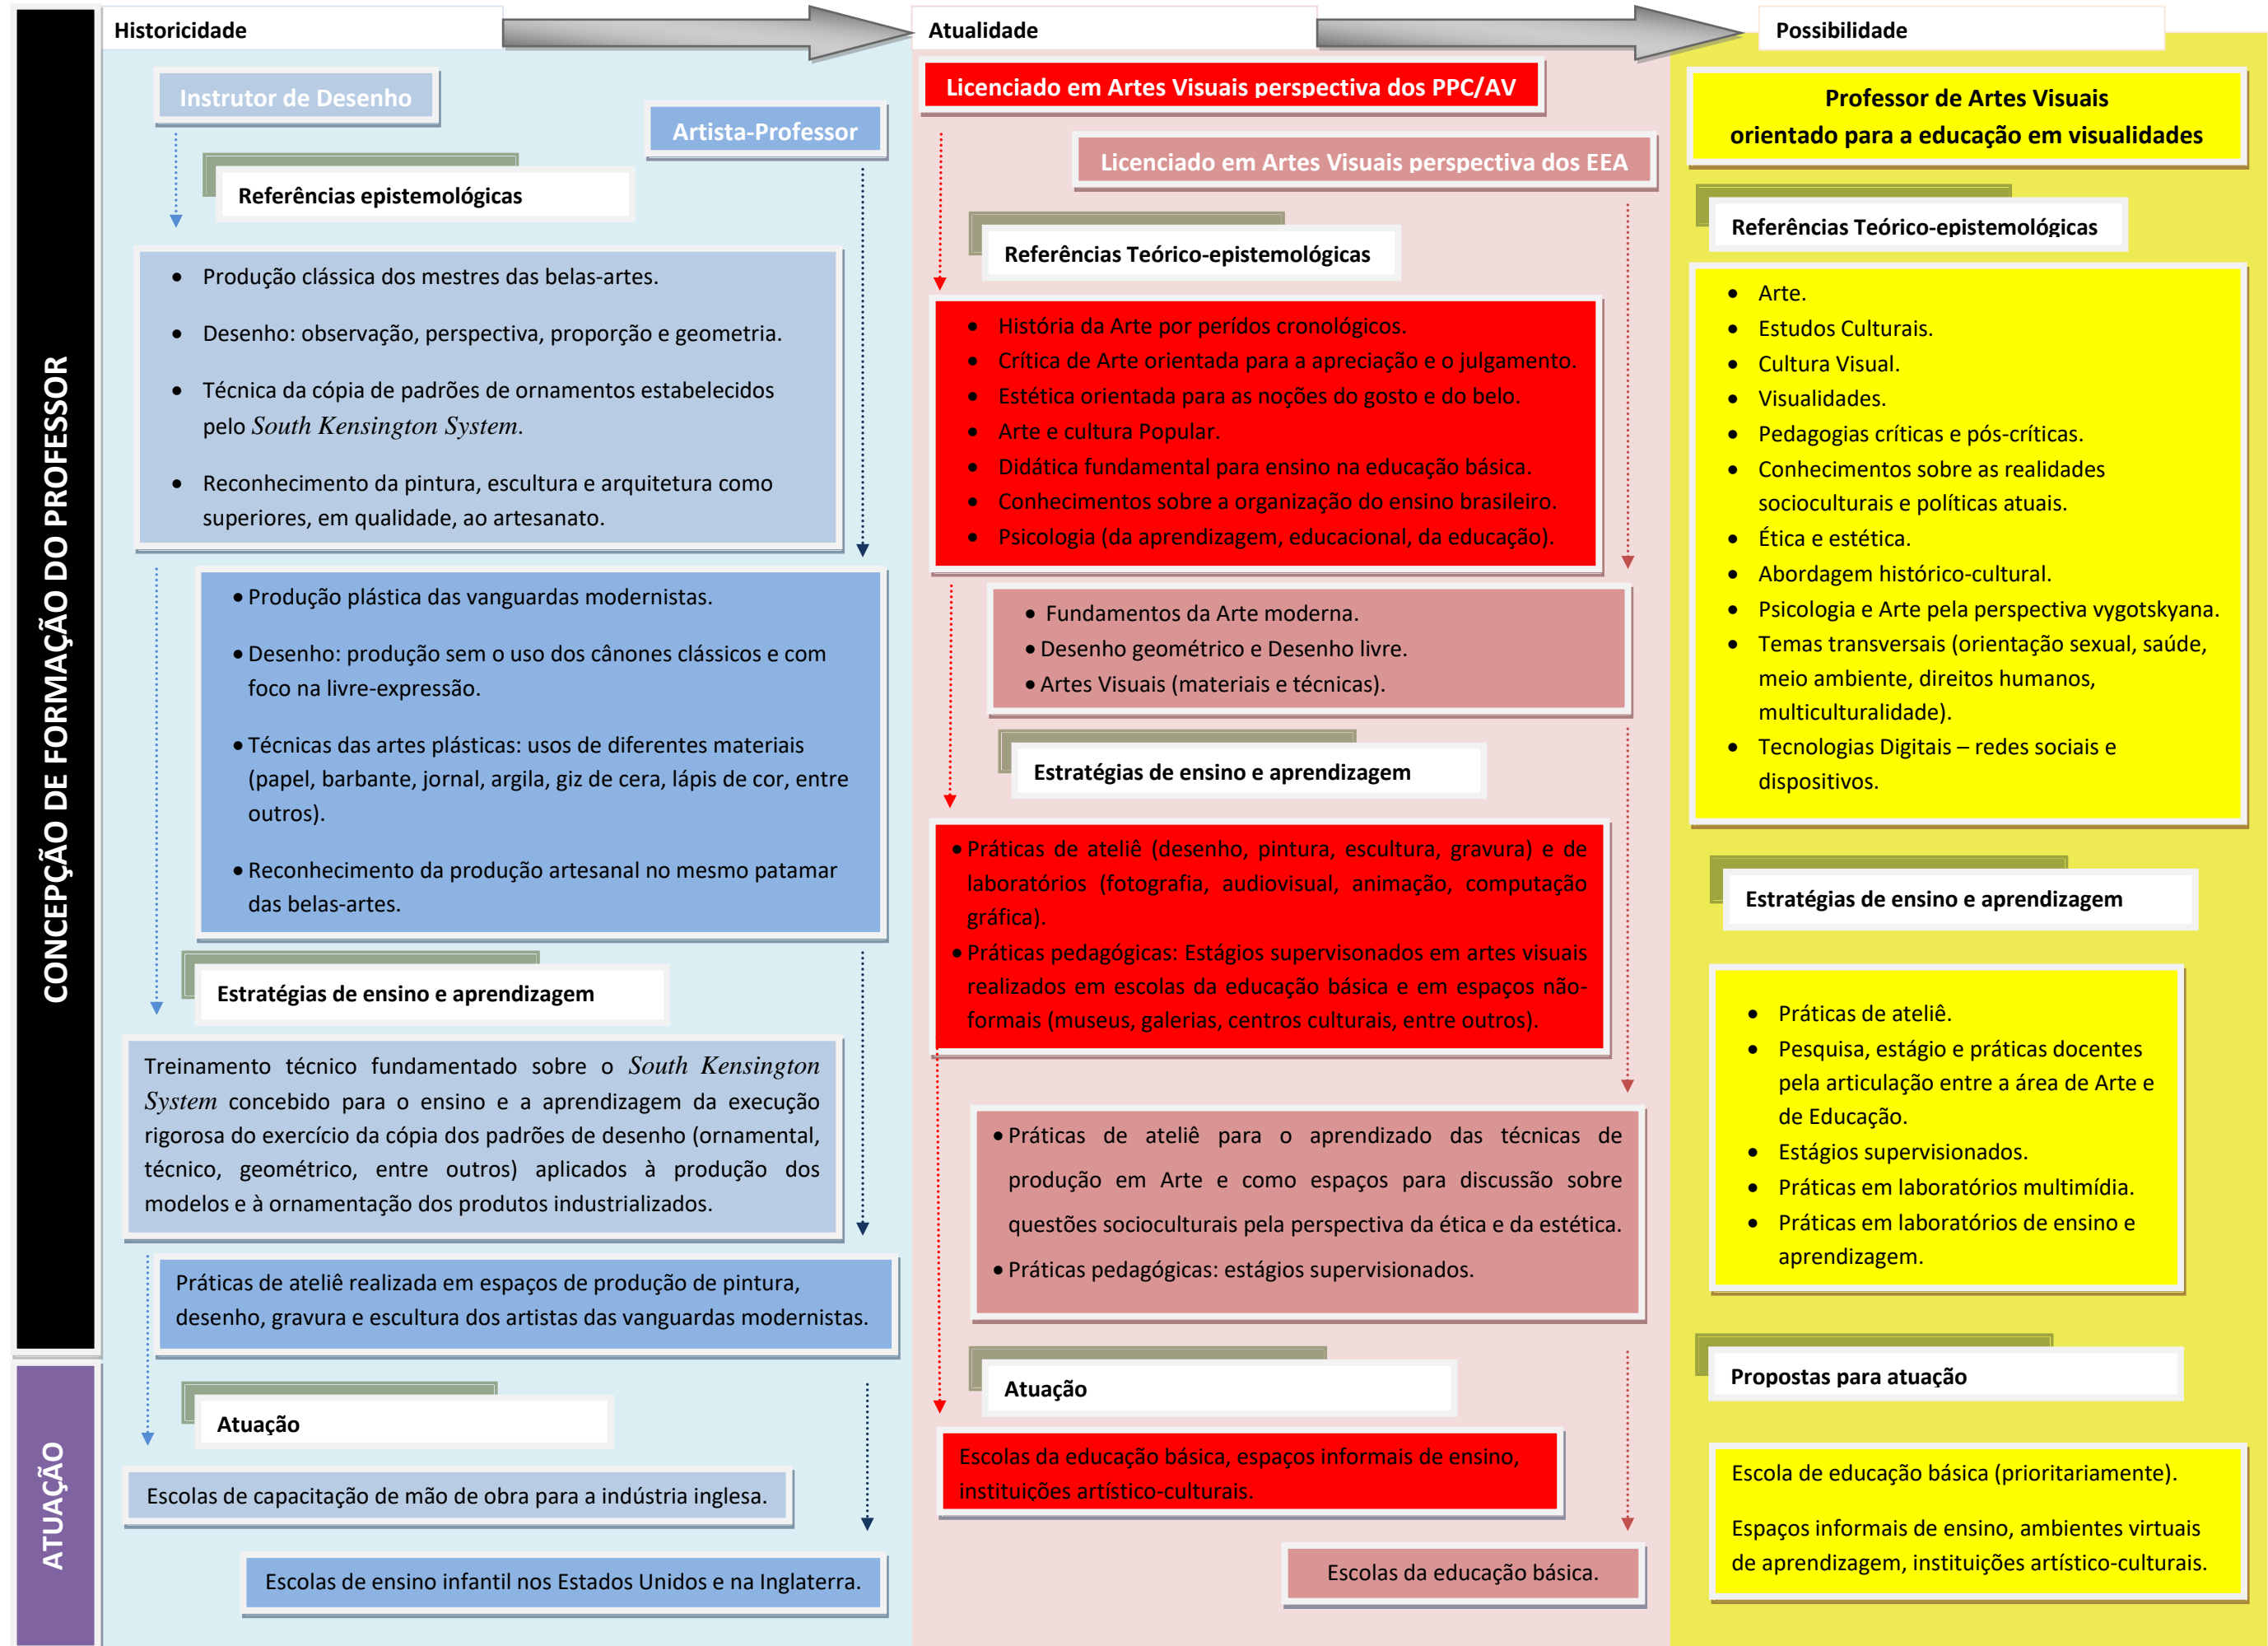 CONCEPÇÃO DE FORMAÇÃO DO PROFESSOR
ATUAÇÃO
Historicidade
Instrutor de Desenho
Artista-Professor
Referências epistemológicas
• Produção clássica dos mestres das belas-artes.
• Desenho: observação, perspectiva, proporção e geometria.
• Técnica da cópia de padrões de ornamentos estabelecidos
pelo South Kensington System.
• Reconhecimento da pintura, escultura e arquitetura como
superiores, em qualidade, ao artesanato.
• Produção plástica das vanguardas modernistas.
• Desenho: produção sem o uso dos cânones clássicos e com
foco na livre-expressão.
• Técnicas das artes plásticas: usos de diferentes materiais
(papel, barbante, jornal, argila, giz de cera, lápis de cor, entre
outros).
• Reconhecimento da produção artesanal no mesmo patamar
das belas-artes.
Estratégias de ensino e aprendizagem
Treinamento técnico fundamentado sobre o South Kensington
System concebido para o ensino e a aprendizagem da execução
rigorosa do exercício da cópia dos padrões de desenho (ornamental,
técnico, geométrico, entre outros) aplicados à produção dos
modelos e à ornamentação dos produtos industrializados.
Práticas de ateliê realizada em espaços de produção de pintura,
desenho, gravura e escultura dos artistas das vanguardas modernistas.
Atuação
Escolas de capacitação de mão de obra para a indústria inglesa.
Escolas de ensino infantil nos Estados Unidos e na Inglaterra.
Atualidade
Licenciado em Artes Visuais perspectiva dos PPC/AV
Licenciado em Artes Visuais perspectiva dos EEA
Referências Teórico-epistemológicas
• História da Arte por perídos cronológicos.
• Crítica de Arte orientada para a apreciação e o julgamento.
• Estética orientada para as noções do gosto e do belo.
• Arte e cultura Popular.
• Didática fundamental para ensino na educação básica.
• Conhecimentos sobre a organização do ensino brasileiro.
• Psicologia (da aprendizagem, educacional, da educação).
• Fundamentos da Arte moderna.
• Desenho geométrico e Desenho livre.
• Artes Visuais (materiais e técnicas).
Estratégias de ensino e aprendizagem
• Práticas de ateliê (desenho, pintura, escultura, gravura) e de
laboratórios (fotografia, audiovisual, animação, computação
gráfica).
• Práticas pedagógicas: Estágios supervisonados em artes visuais
realizados em escolas da educação básica e em espaços não-
formais (museus, galerias, centros culturais, entre outros).
• Práticas de ateliê para o aprendizado das técnicas de
produção em Arte e como espaços para discussão sobre
questões socioculturais pela perspectiva da ética e da estética.
• Práticas pedagógicas: estágios supervisionados.
Atuação
Escolas da educação básica, espaços informais de ensino,
instituições artístico-culturais.
Escolas da educação básica.
Possibilidade
Professor de Artes Visuais
orientado para a educação em visualidades
Referências Teórico-epistemológicas
• Arte.
• Estudos Culturais.
• Cultura Visual.
• Visualidades.
• Pedagogias críticas e pós-críticas.
• Conhecimentos sobre as realidades
socioculturais e políticas atuais.
• Ética e estética.
• Abordagem histórico-cultural.
• Psicologia e Arte pela perspectiva vygotskyana.
• Temas transversais (orientação sexual, saúde,
meio ambiente, direitos humanos,
multiculturalidade).
• Tecnologias Digitais – redes sociais e
dispositivos.
Estratégias de ensino e aprendizagem
• Práticas de ateliê.
• Pesquisa, estágio e práticas docentes
pela articulação entre a área de Arte e
de Educação.
• Estágios supervisionados.
• Práticas em laboratórios multimídia.
• Práticas em laboratórios de ensino e
aprendizagem.
Propostas para atuação
Escola de educação básica (prioritariamente).
Espaços informais de ensino, ambientes virtuais
de aprendizagem, instituições artístico-culturais.